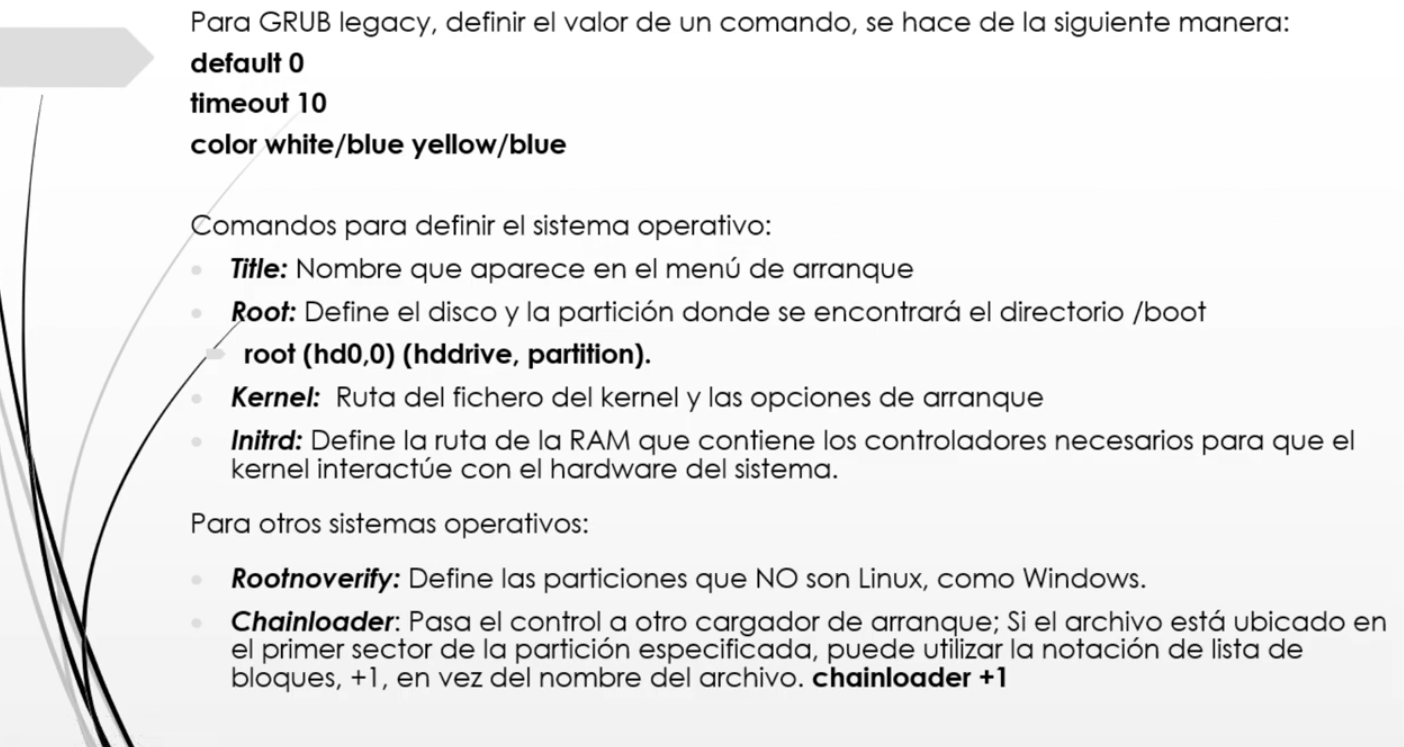 Para GRUB legacy, definir el valor de un comando, se hace de la siguiente manera:
default 0
timeout 10
color white/blue yellow/blue
Comandos para definir el sistema operativo:
Title: Nombre que aparece en el menú de arranque
Root: Define el disco y la partición donde se encontrará el directorio /boot
root (hd0,0) (hddrive, partition).
Kernel: Ruta del fichero del kernel y las opciones de arranque
Initrd: Define la ruta de la RAM que contiene los controladores necesarios para que el
kernel interactúe con el hardware del sistema.
Para otros sistemas operativos:
Rootnoverify: Define las particiones que NO son Linux, como Windows.
Chainloader: Pasa el control a otro cargador de arranque; Si el archivo está ubicado en
el primer sector de la partición especificada, puede utilizar la notación de lista de
bloques, +1, en vez del nombre del archivo. chainloader +1